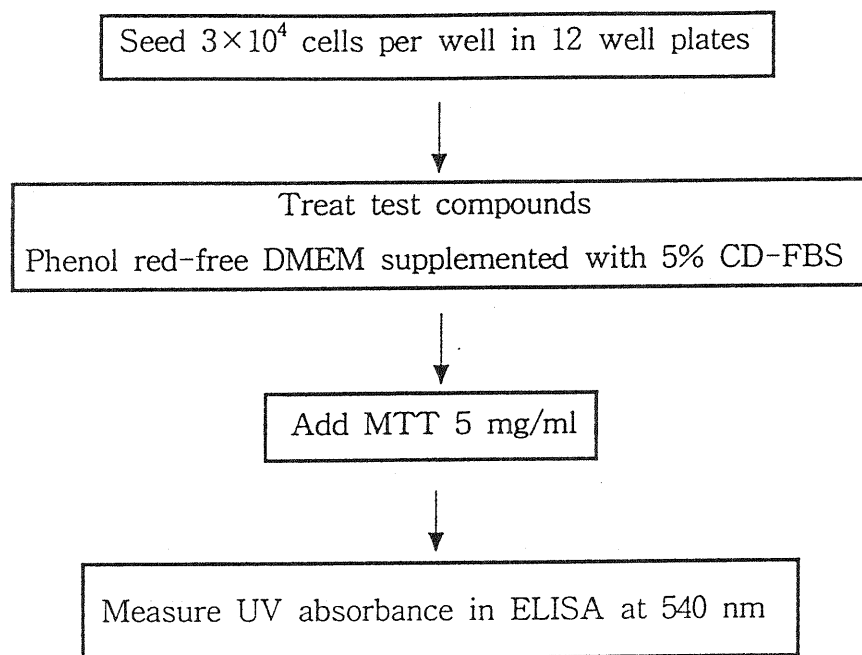 Seed 3×10⁴ cells per well in 12 well plates
Treat test compounds
Phenol red-free DMEM supplemented with 5% CD-FBS
Add MTT 5 mg/ml
Measure UV absorbance in ELISA at 540 nm